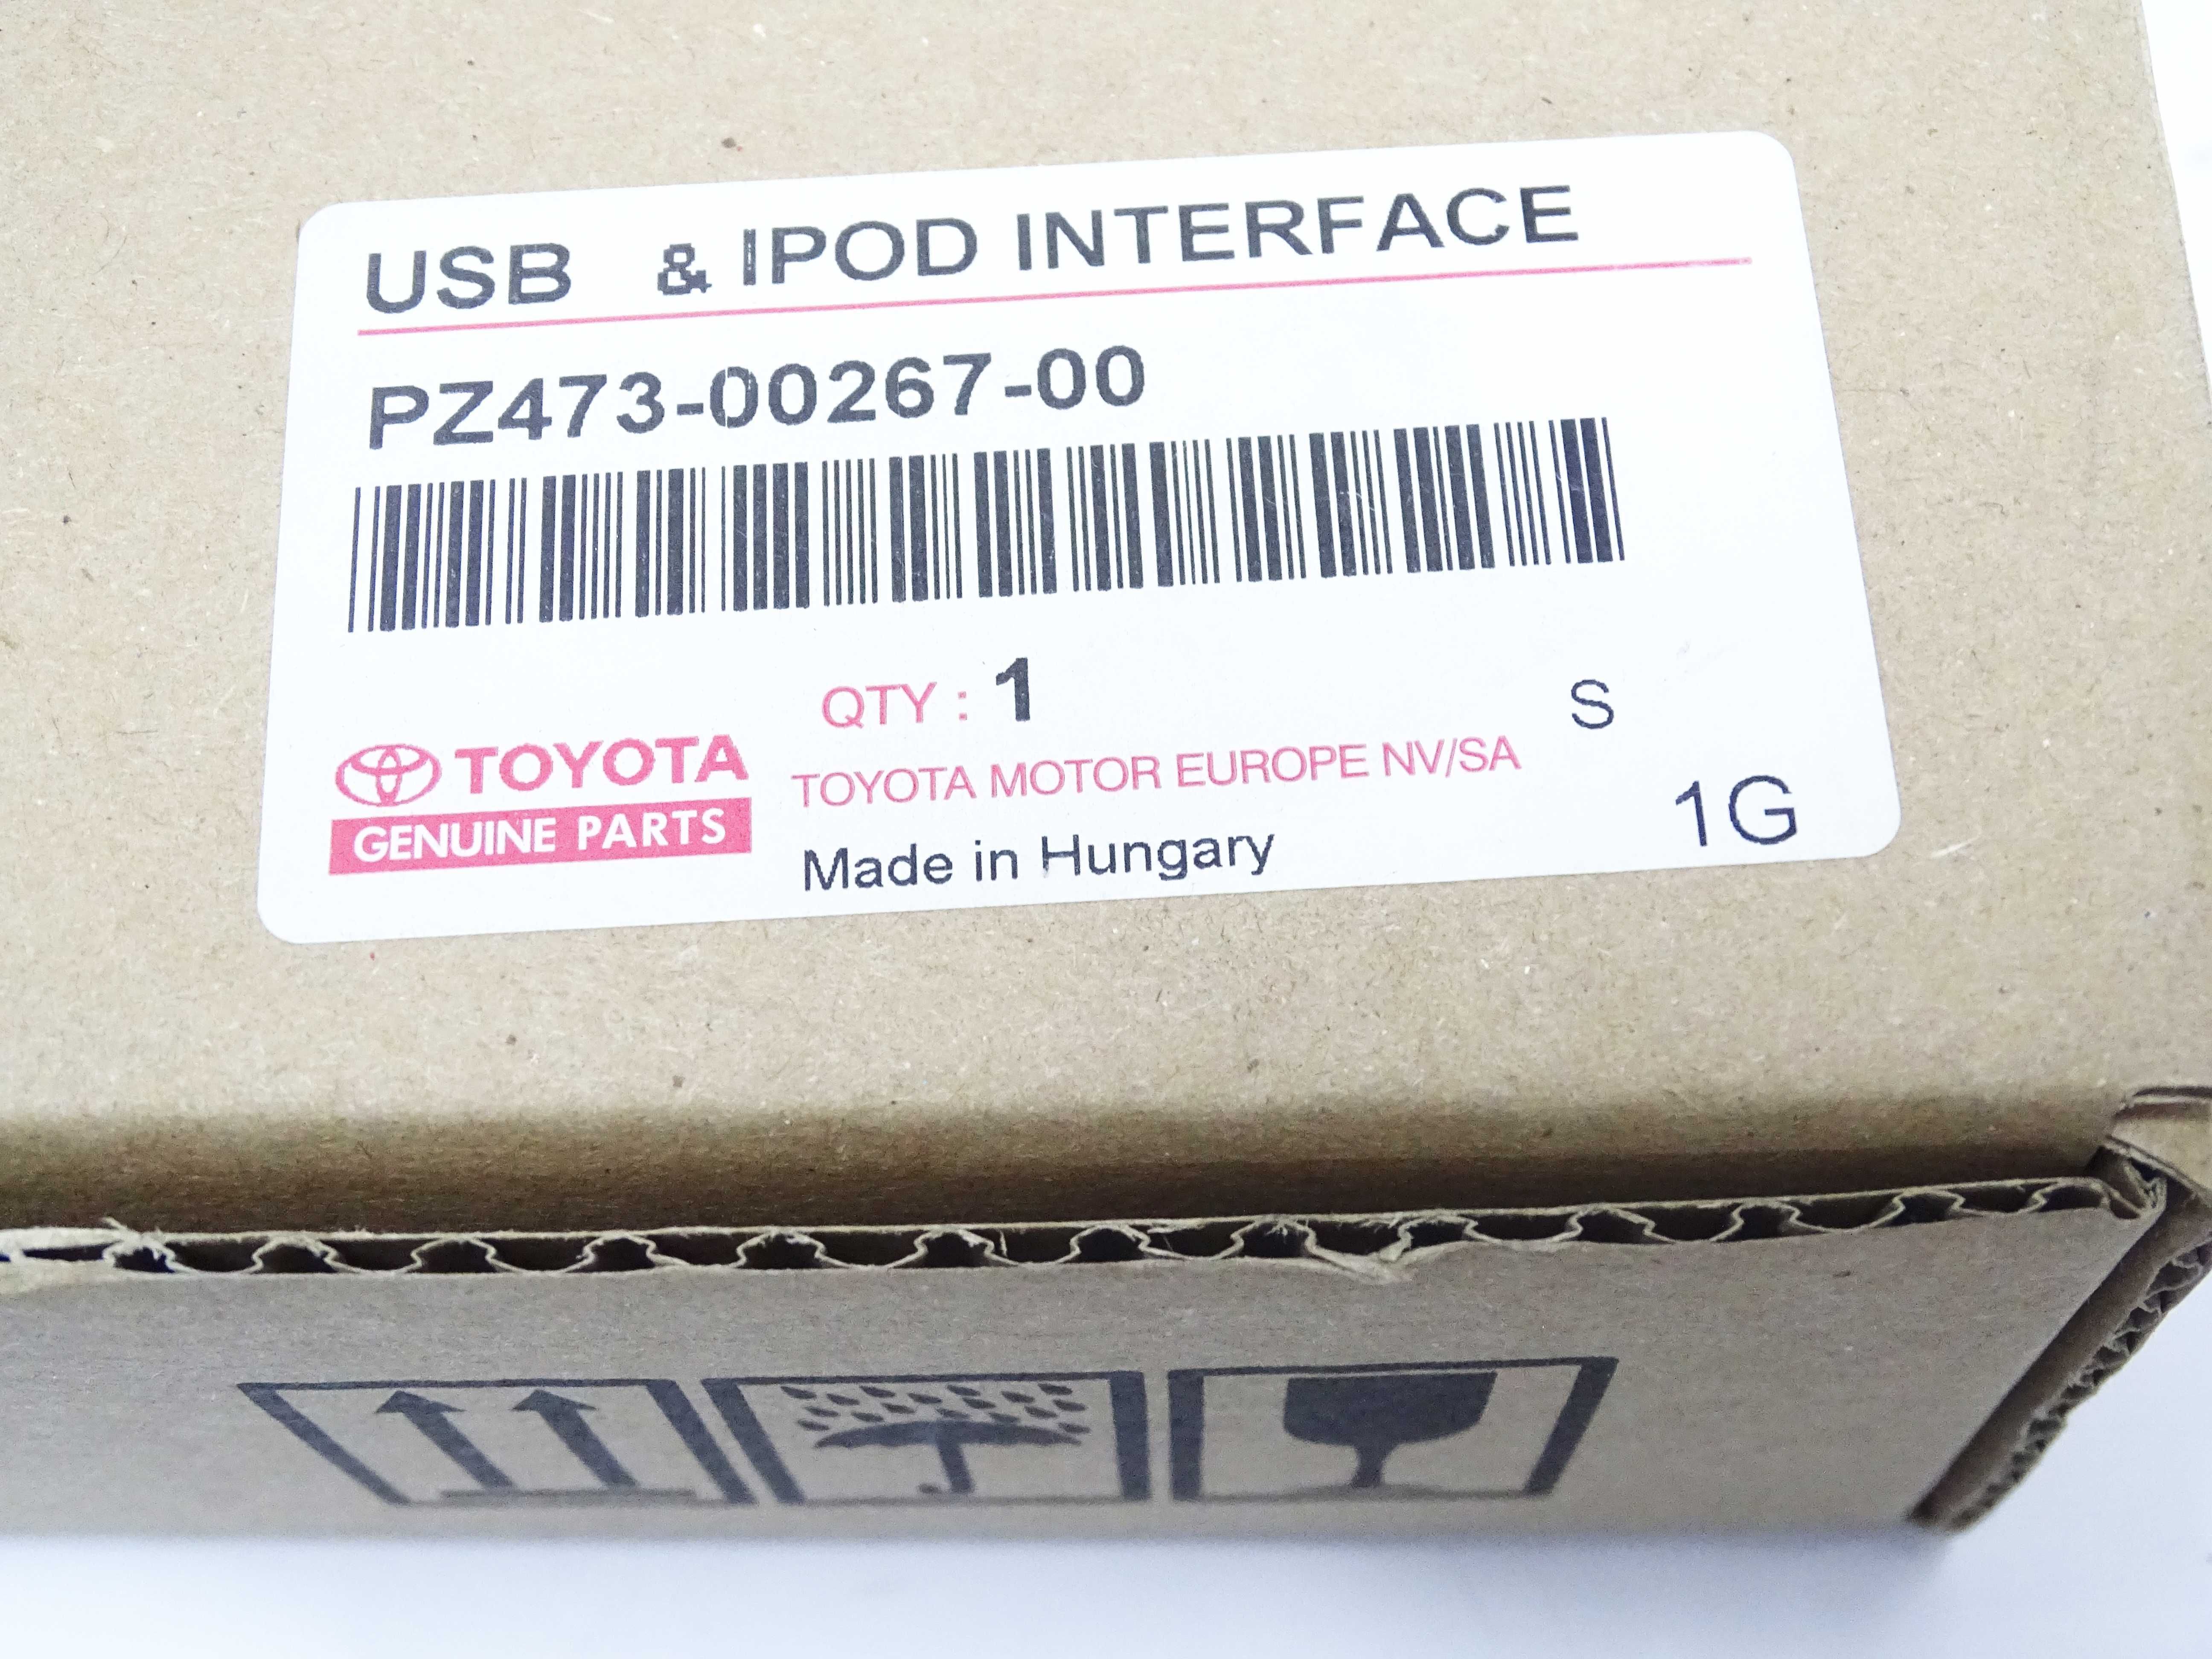 USB & IPOD INTERFACE
PZ473-00267-00
QTY : 1
S
TOYOTA
GENUINE PARTS
TOYOTA MOTOR EUROPE NV/SA
Made in Hungary
1G